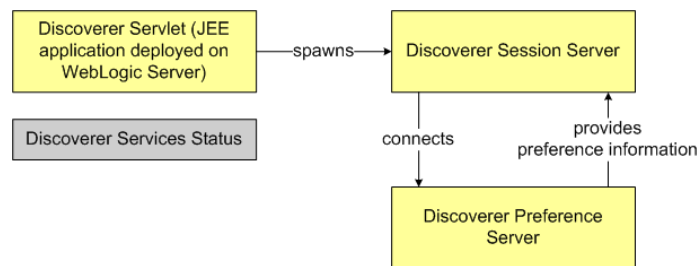 Discoverer Servlet (JEE
application deployed on
WebLogic Server)
spawns
Discoverer Session Server
Discoverer Services Status
connects
provides
preference information
Discoverer Preference
Server